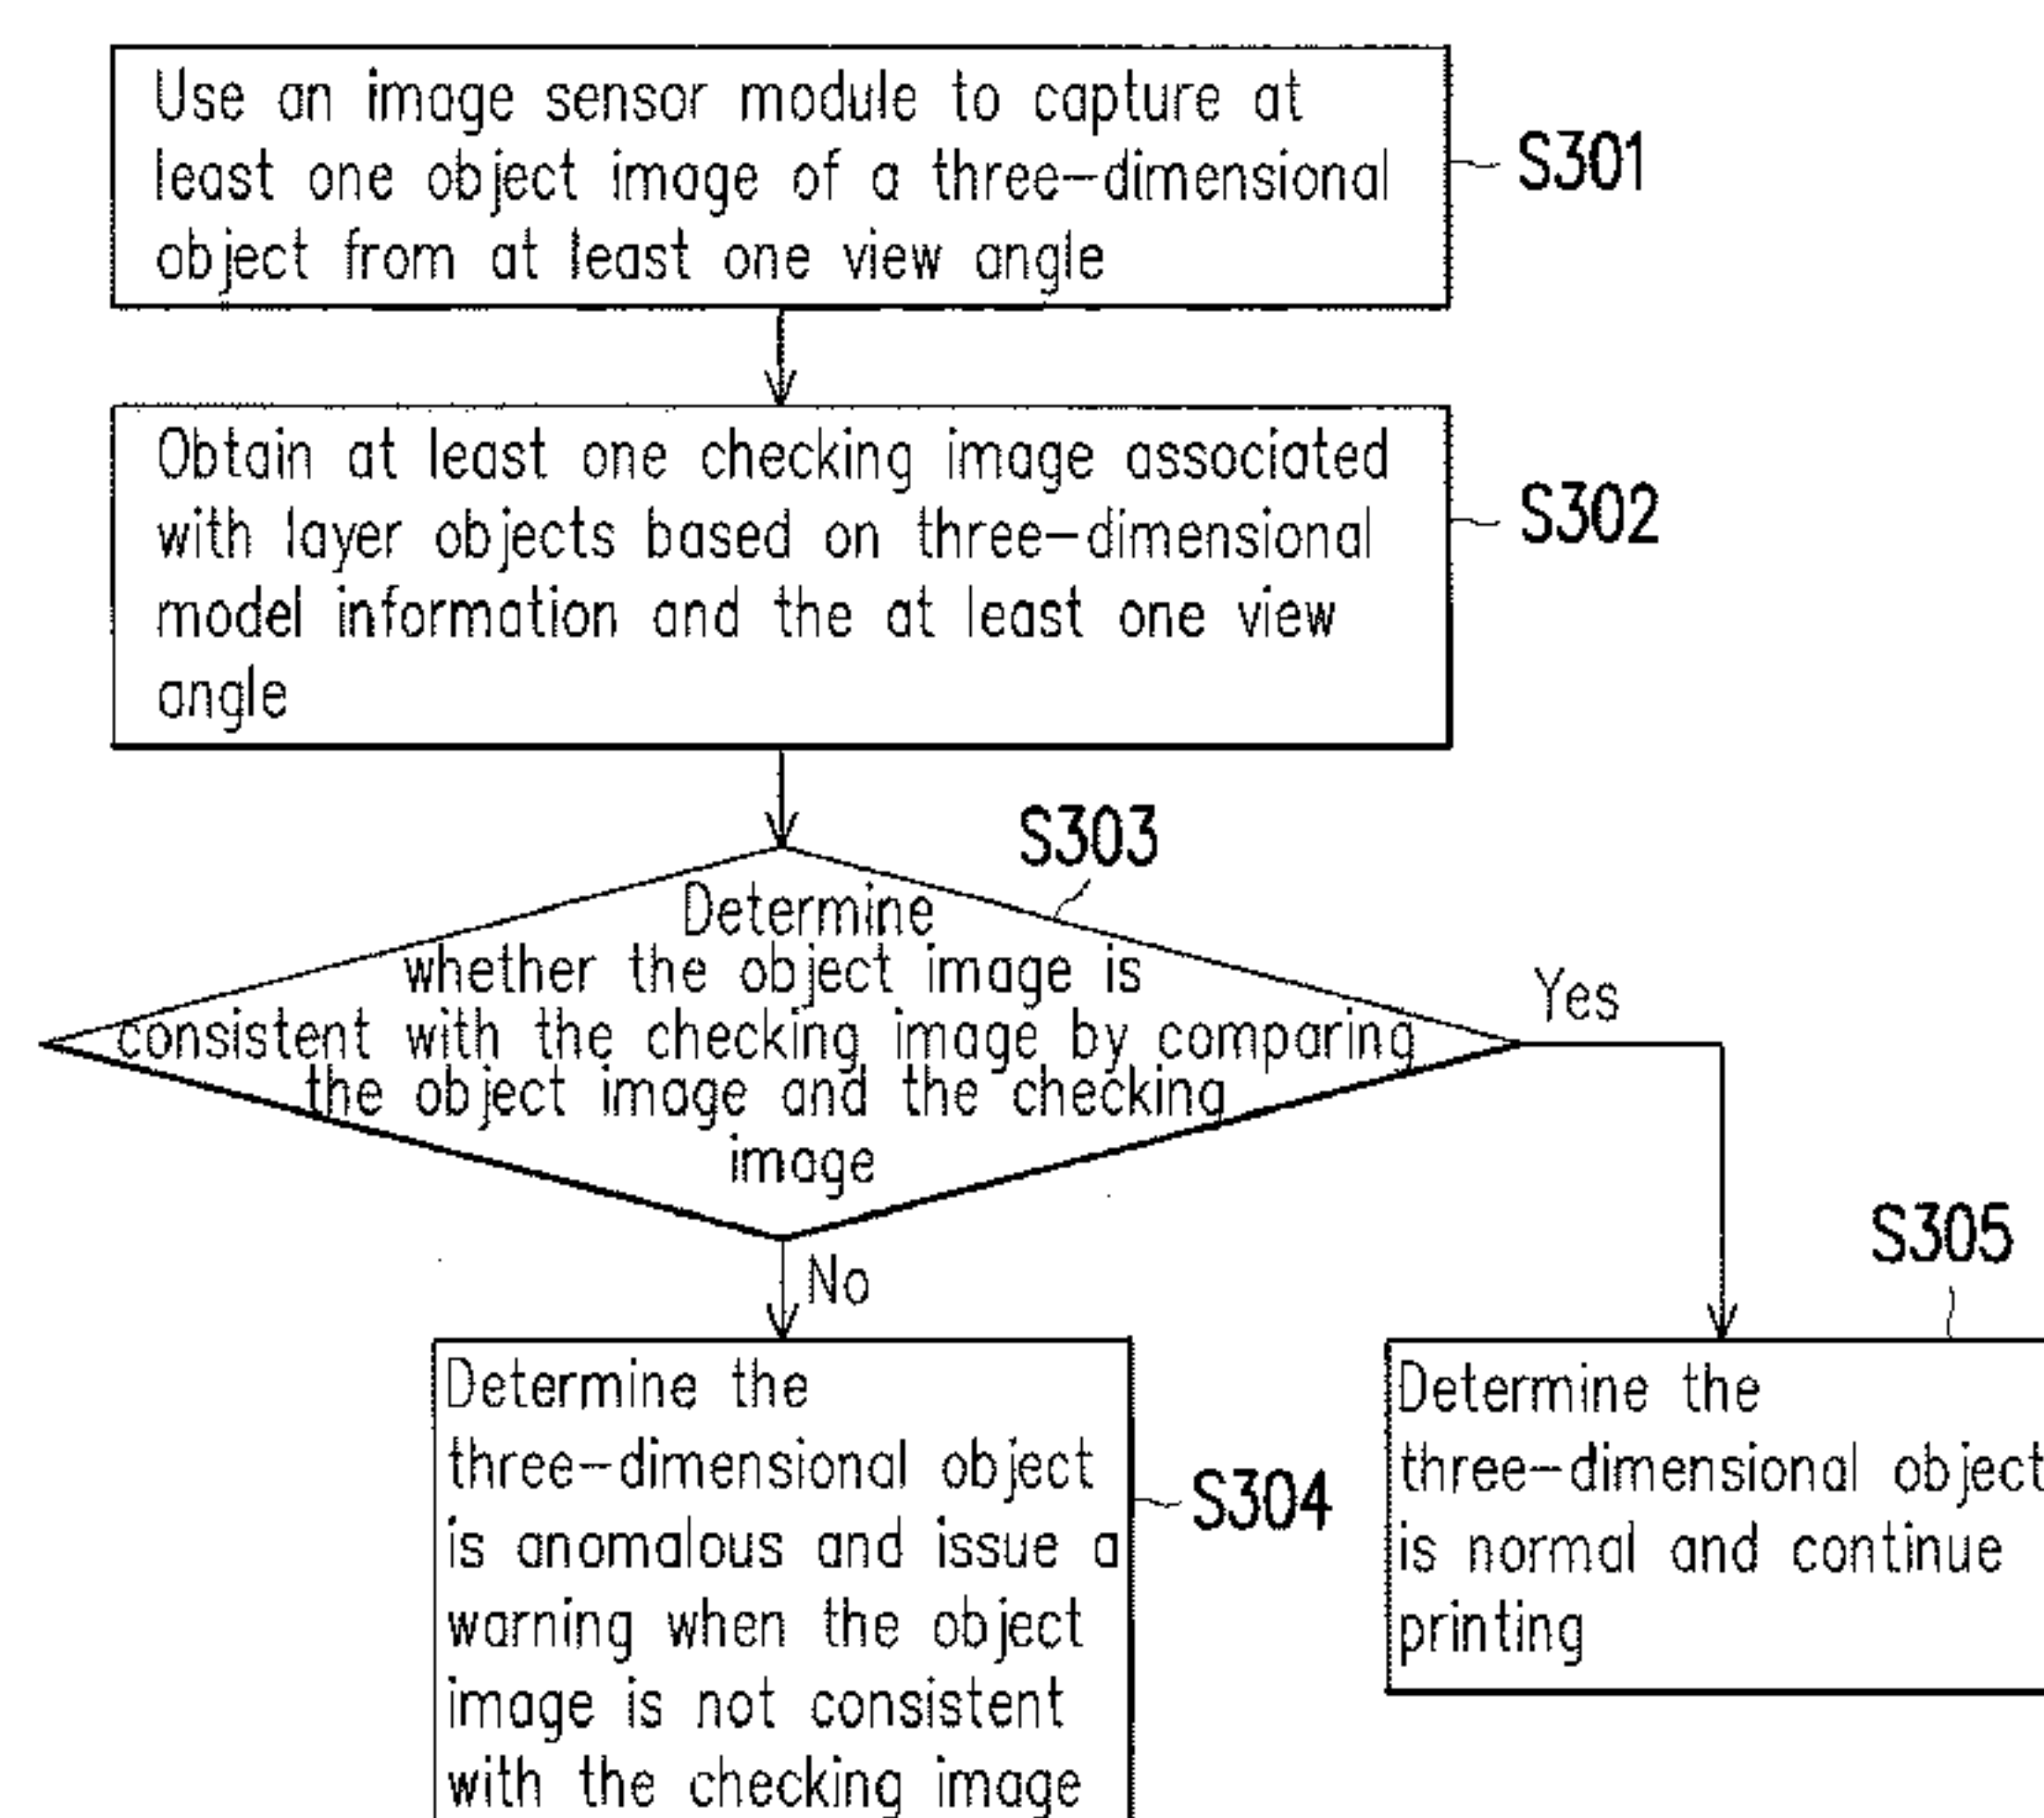 Use an image sensor module to capture at
least one object image of a three-dimensional
object from at least one view angle
S301
Obtain at least one checking image associated
with layer objects based on three-dimensional
model information and the at least one view
angle
S302
S303
Determine
whether the object image is
consistent with the checking image by comparing
the object image and the checking
image
Yes
No
Determine the
three-dimensional object
is anomalous and issue a
warning when the object
image is not consistent
with the checking image
S304
S305
Determine the
three-dimensional object
is normal and continue
printing